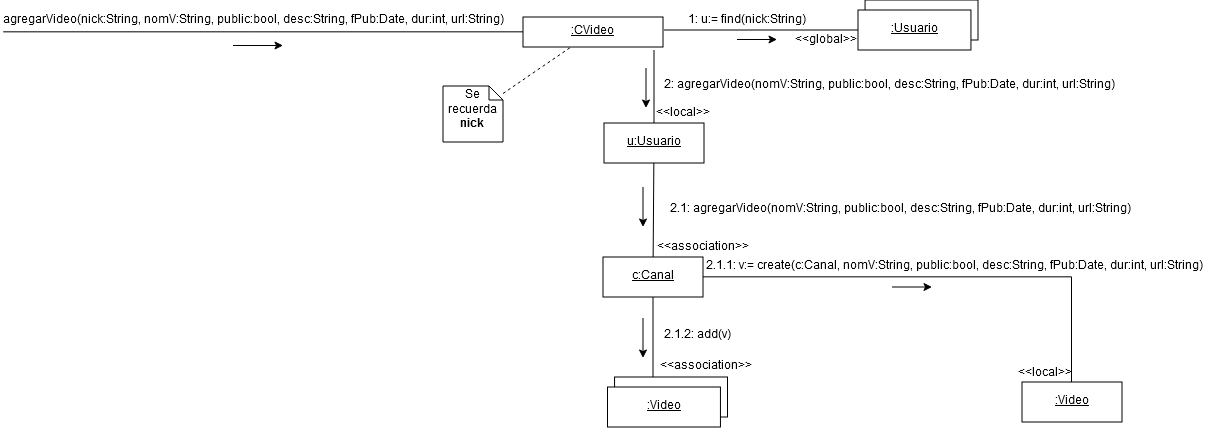 agregarVideo(nick:String, nomV:String, public:bool, desc:String, fPub:Date, dur:int, url:String)
:CVideo
1: u:= find(nick:String)
<<global>>
:Usuario
Se
recuerda
nick
2: agregarVideo(nomV:String, public:bool, desc:String, fPub:Date, dur:int, url:String)
<<local>>
u:Usuario
2.1: agregarVideo(nomV:String, public:bool, desc:String, fPub:Date, dur:int, url:String)
<<association>>
c:Canal
2.1.1: v:= create(c:Canal, nomV:String, public:bool, desc:String, fPub:Date, dur:int, url:String)
2.1.2: add(v)
<<association>>
<<local>>
:Video
:Video